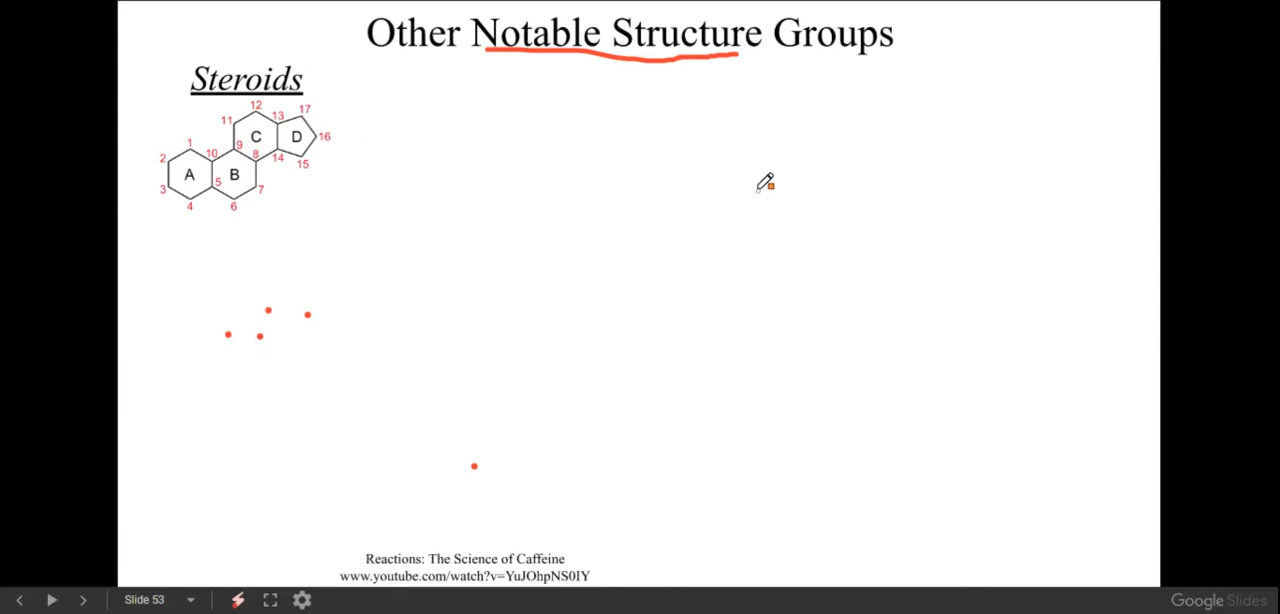 Other Notable Structure Groups
Steroids
12
17
11
13
C
D
16
1
9
10
8
14
2
15
A
B
5
3
7
4
6
Reactions: The Science of Caffeine
www.youtube.com/watch?v=YuJOhpNS0IY
Slide 53
Google Slides